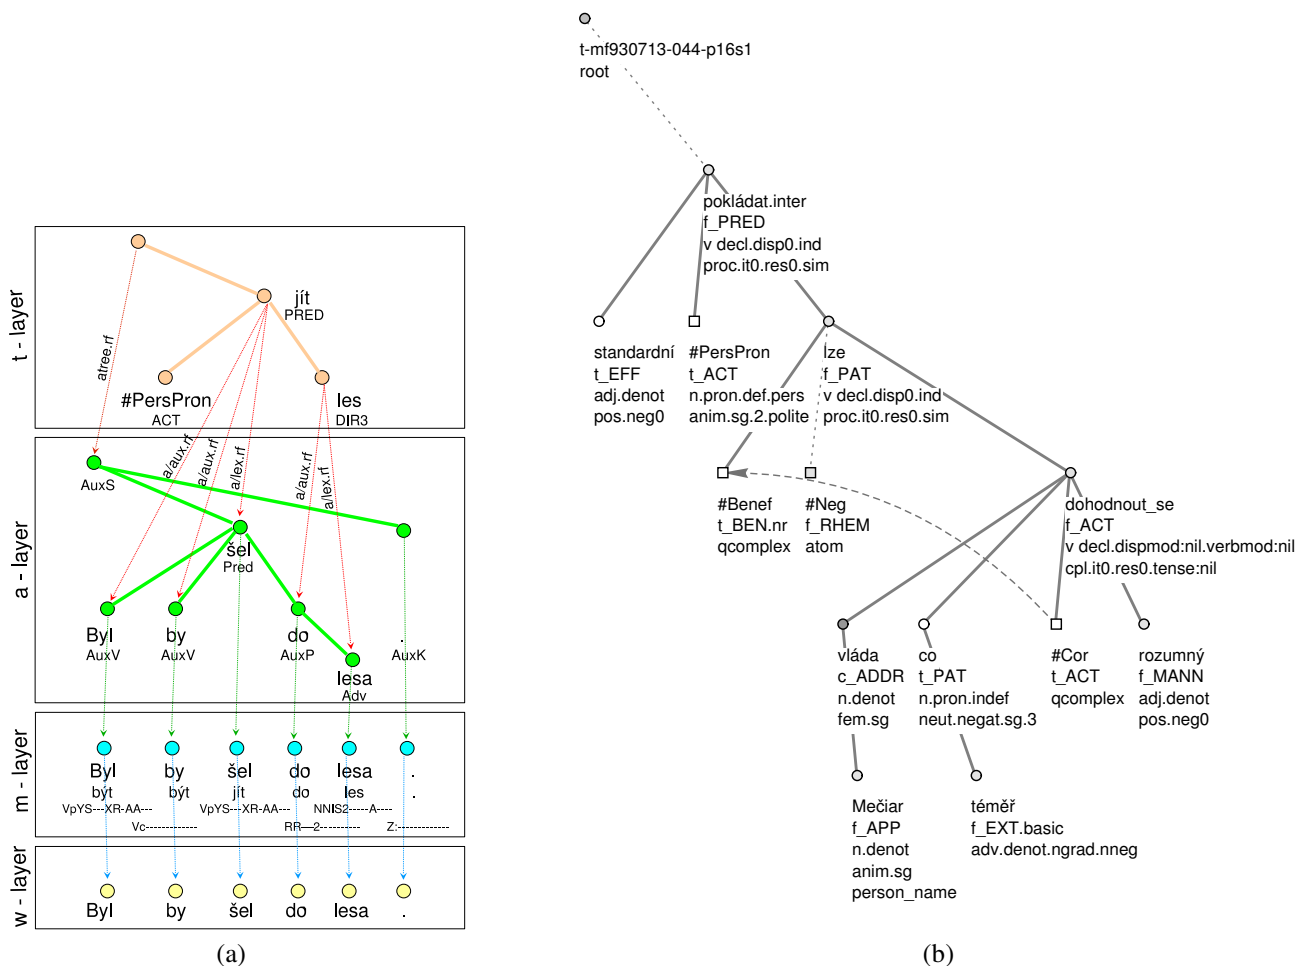 t - layer
atree.rf
jít
PRED
#PersPron
ACT
les
DIR3
a - layer
a/aux.rf
a/aux.rf
a/lex.rf
a/aux.rf
a/lex.rf
AuxS
šel
Pred
Byl
AuxV
by
AuxV
do
AuxP
.
AuxK
lesa
Adv
m - layer
Byl by šel do lesa .
být být jít do les .
VpYS---XR-AA--- VpYS---XR-AA--- NNIS2-----A----
Vc------------- RR—2---------- Z:-------------
w - layer
Byl by šel do lesa .
(a)
t-mf930713-044-p16s1
root
pokládat.inter
f_PRED
v decl.disp0.ind
proc.it0.res0.sim
standardní
t_EFF
adj.denot
pos.neg0
#PersPron
t_ACT
n.pron.def.pers
anim.sg.2.polite
lze
f_PAT
v decl.disp0.ind
proc.it0.res0.sim
#Benef
t_BEN.nr
qcomplex
#Neg
f_RHEM
atom
dohodnout_se
f_ACT
v decl.dispmod:nil.verbmod:nil
cpl.it0.res0.tense:nil
vláda
c_ADDR
n.denot
fem.sg
co
t_PAT
n.pron.indef
neut.negat.sg.3
#Cor
t_ACT
qcomplex
rozumný
f_MANN
adj.denot
pos.neg0
Mečiar
f_APP
n.denot
anim.sg
person_name
téměř
f_EXT.basic
adv.denot.ngrad.nneg
(b)